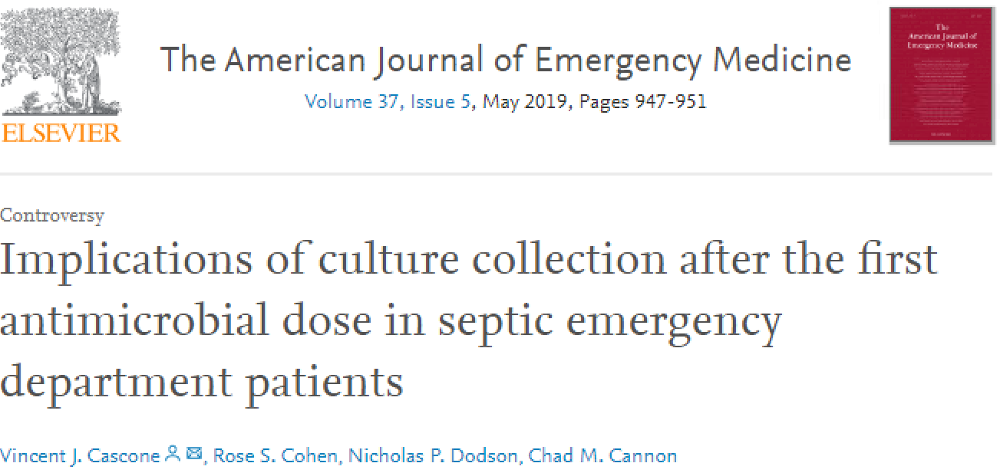 The American Journal of Emergency Medicine
Volume 37, Issue 5, May 2019, Pages 947-951
The
American Journal of
Emergency Medicine
ELSEVIER
Controversy
Implications of culture collection after the first
antimicrobial dose in septic emergency
department patients
Vincent J. Cascone, Rose S. Cohen, Nicholas P. Dodson, Chad M. Cannon